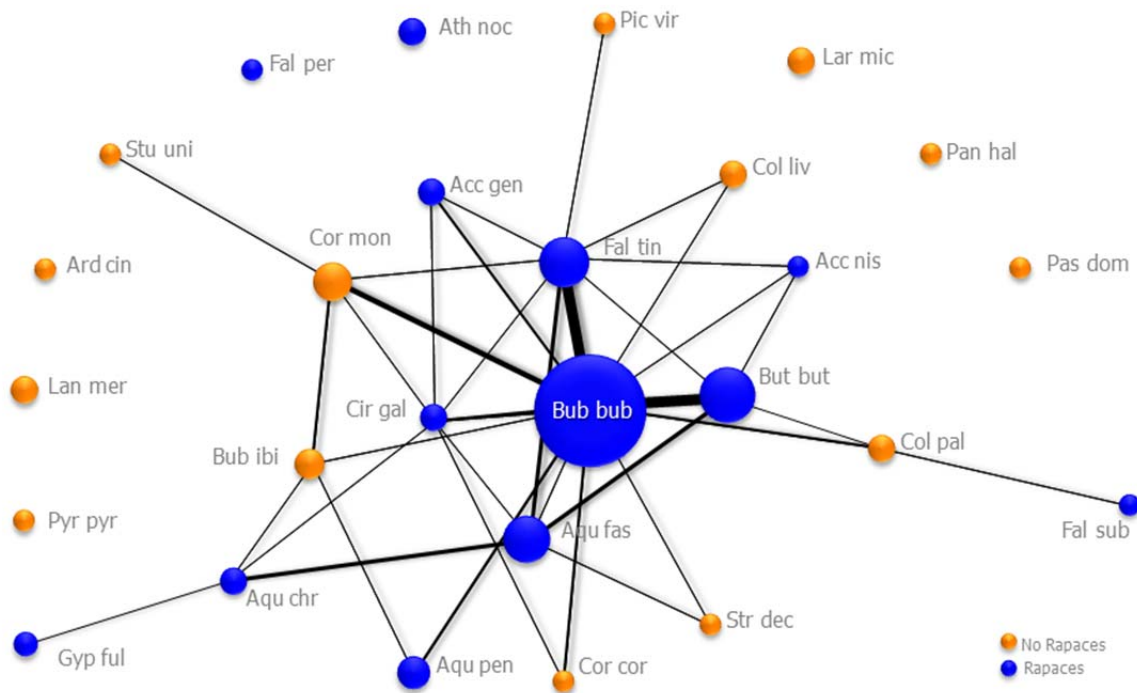 Pic vir
Ath noc
Lar mic
Fal per
Stu uni
Pan hal
Col liv
Acc gen
Cor mon
Fal tin
Acc nis
Ard cin
Pas dom
But but
Lan mer
Bub bub
Cir gal
Col pal
Bub ibi
Pyr pyr
Aqu fas
Fal sub
Aqu chr
Str dec
Gyp ful
Aqu pen
Cor cor
No Rapaces
Rapaces